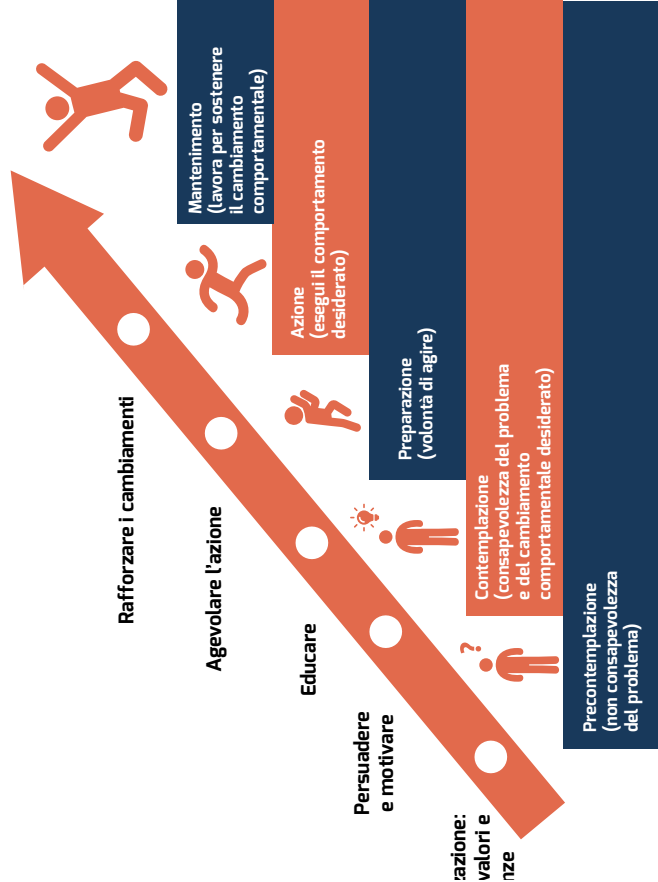 Rafforzare i cambiamenti
Agevolare l’azione
Educare
Persuadere
e motivare
valori e
Mantenimento
(lavora per sostenere
il cambiamento
comportamentale)
Azione
(esegui il comportamento
desiderato)
Preparazione
(volontà di agire)
Contemplazione
(consapevolezza del problema
e del cambiamento
comportamentale desiderato)
?
Precontemplazione
(non consapevolezza
del problema)